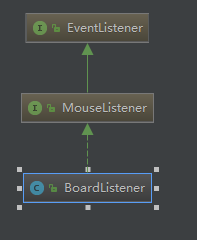 I EventListener
I MouseListener
C BoardListener